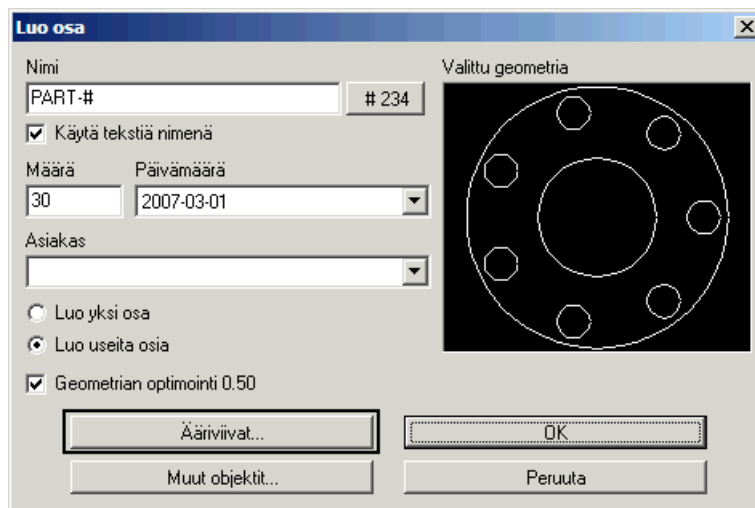 Luo osa
Nimi
Valittu geometria
PART-#
# 234
Käytä tekstiä nimenä
Määrä
Päivämäärä
30
2007-03-01
Asiakas
Luo yksi osa
Luo useita osia
Geometrian optimointi 0.50
Ääriviivat...
OK
Muut objektit...
Peruuta